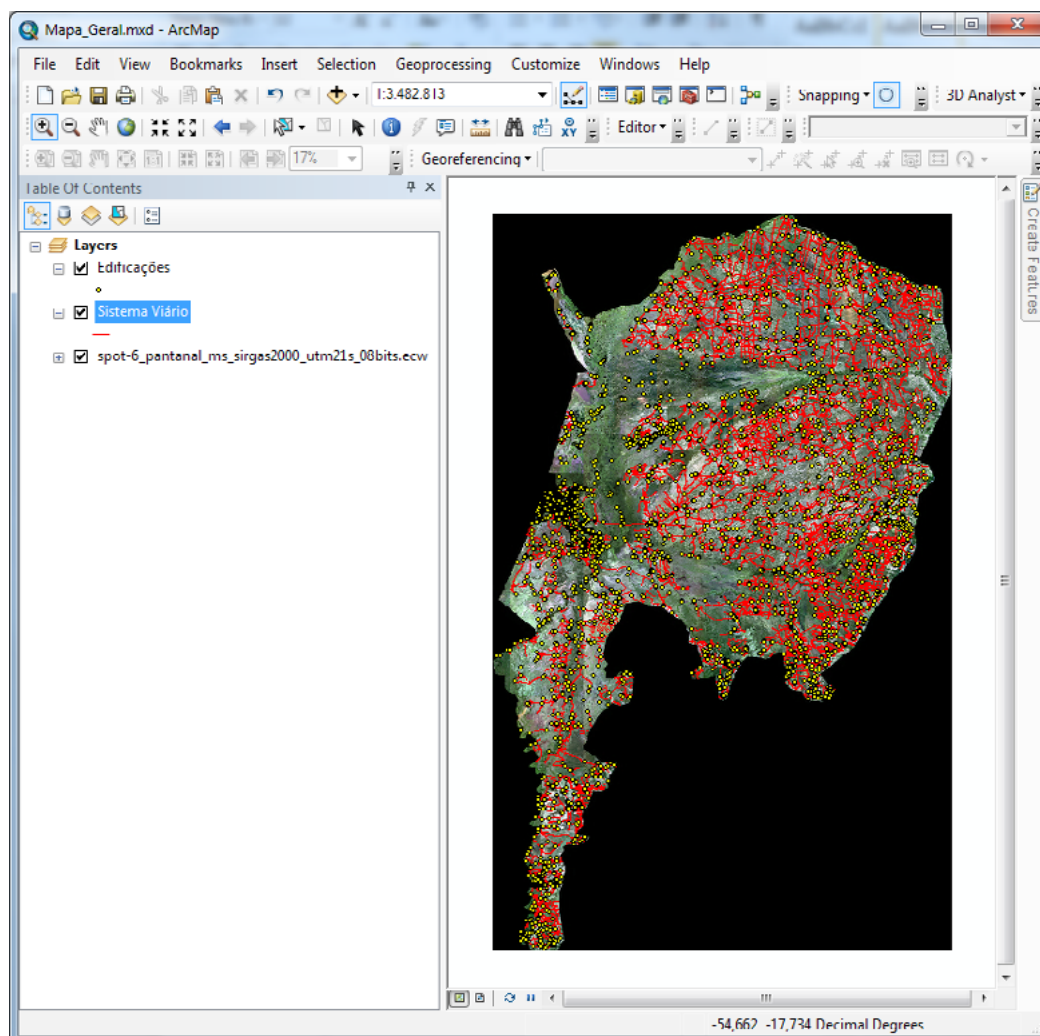 Mapa_Geral.mxd - ArcMap
File Edit View Bookmarks Insert Selection Geoprocessing Customize Windows Help
1:3.482.813 Snapping 3D Analyst
Editor
17% Georeferencing
Table Of Contents
Create Features
Layers
Edificações
Sistema Viário
spot-6_pantanal_ms_sirgas2000_utm21s_08bits.ecw
-54,662 -17,734 Decimal Degrees